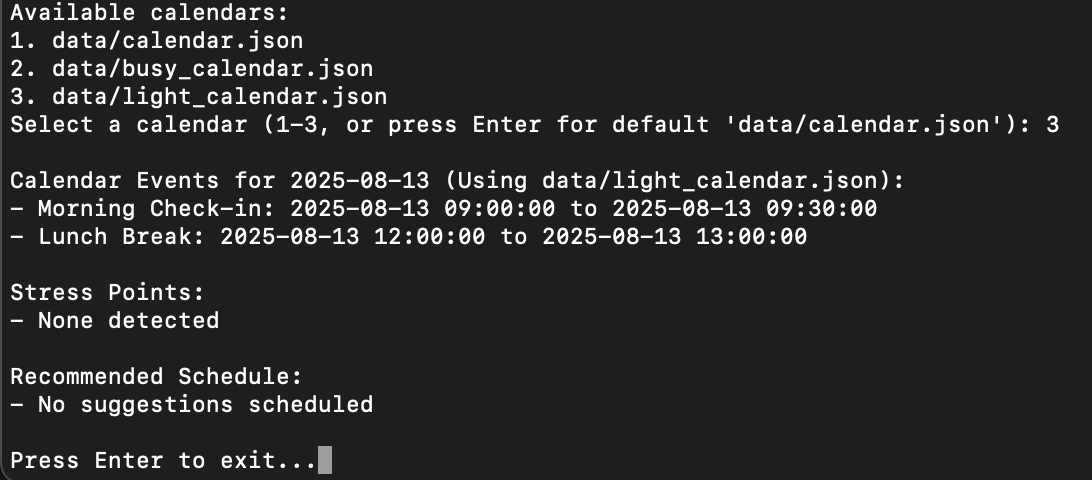 Available calendars:
1. data/calendar.json
2. data/busy_calendar.json
3. data/light_calendar.json
Select a calendar (1-3, or press Enter for default 'data/calendar.json'): 3
Calendar Events for 2025-08-13 (Using data/light_calendar.json):
- Morning Check-in: 2025-08-13 09:00:00 to 2025-08-13 09:30:00
- Lunch Break: 2025-08-13 12:00:00 to 2025-08-13 13:00:00
Stress Points:
- None detected
Recommended Schedule:
- No suggestions scheduled
Press Enter to exit...